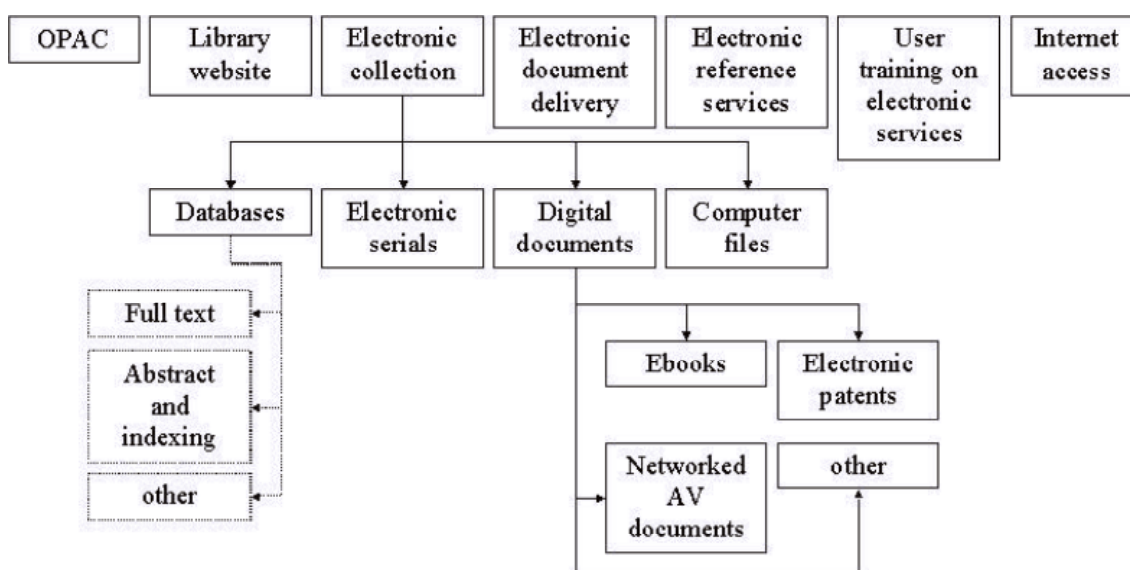 OPAC
Library
website
Electronic
collection
Electronic
document
delivery
Electronic
reference
services
User
training on
electronic
services
Internet
access
Databases
Electronic
serials
Digital
documents
Computer
files
Full text
Abstract
and
indexing
other
Ebooks
Electronic
patents
Networked
AV
documents
other